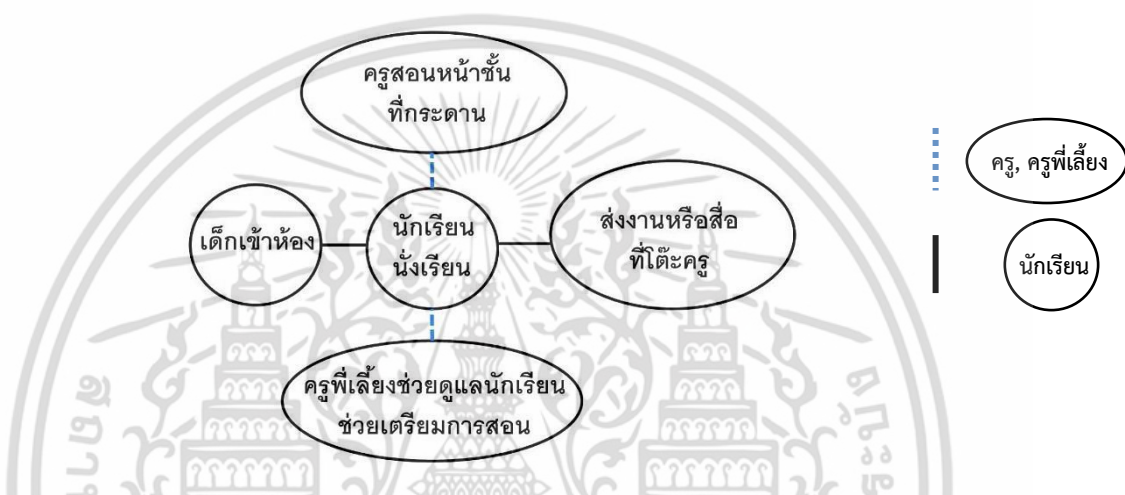 ครูสอนหน้าชั้น
ที่กระดาน
ครู, ครูพี่เลี้ยง
เด็กเข้าห้อง
นักเรียน
นั่งเรียน
ส่งงานหรือสื่อ
ที่โต๊ะครู
นักเรียน
ครูพี่เลี้ยงช่วยดูแลนักเรียน
ช่วยเตรียมการสอน